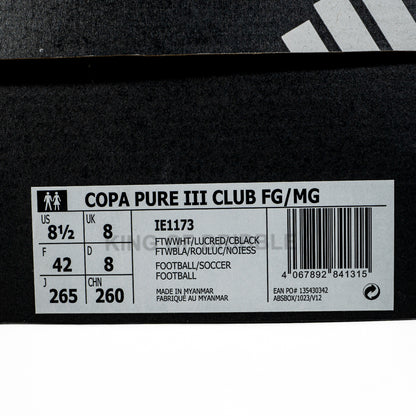 COPA PURE III CLUB FG/MG
US 8½ UK 8
F 42 D 8
J 265 CHN 260
IE1173
FTWWHT/LUCRED/CBLACK
FTWBLA/ROULUC/NOIESS
FOOTBALL/SOCCER
FOOTBALL
MADE IN MYANMAR
FABRIQUÉ AU MYANMAR
4 067892 841315
EAN PO# 135430342
ABSBOX/1023/V12